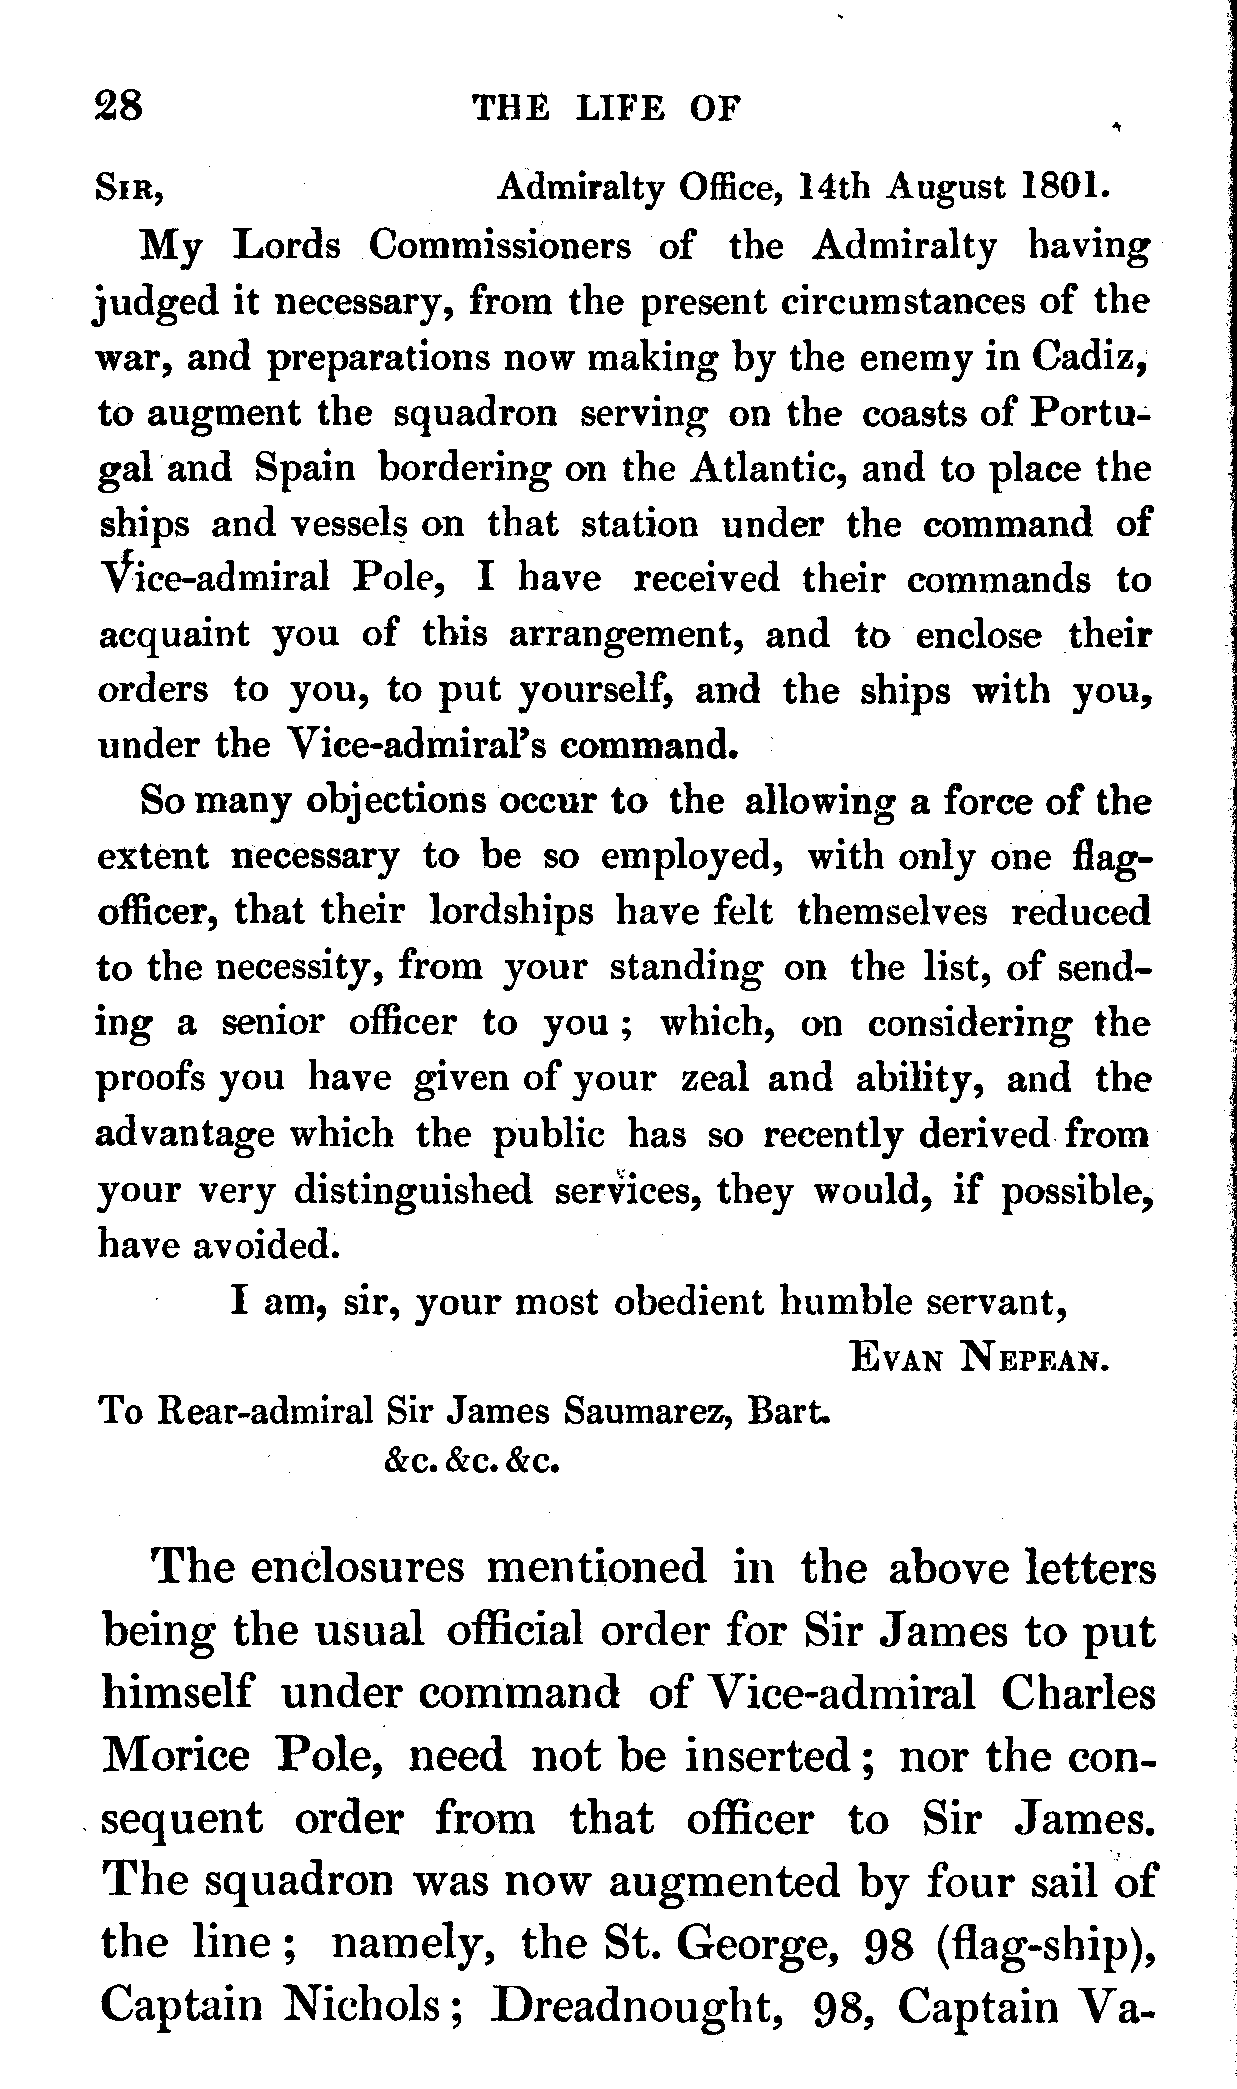 28 THE LIFE OF
SIR, Admiralty Office, 14th August 1801.
My Lords Commissioners of the Admiralty having
judged it necessary, from the present circumstances of the
war, and preparations now making by the enemy in Cadiz,
to augment the squadron serving on the coasts of Portu-
gal and Spain bordering on the Atlantic, and to place the
ships and vessels on that station under the command of
Vice-admiral Pole, I have received their commands to
acquaint you of this arrangement, and to enclose their
orders to you, to put yourself, and the ships with you,
under the Vice-admiral's command.
So many objections occur to the allowing a force of the
extent necessary to be so employed, with only one flag-
officer, that their lordships have felt themselves reduced
to the necessity, from your standing on the list, of send-
ing a senior officer to you ; which, on considering the
proofs you have given of your zeal and ability, and the
advantage which the public has so recently derived from
your very distinguished services, they would, if possible,
have avoided.
I am, sir, your most obedient humble servant,
EVAN NEPEAN.
To Rear-admiral Sir James Saumarez, Bart.
&c. &c. &c.
The enclosures mentioned in the above letters
being the usual official order for Sir James to put
himself under command of Vice-admiral Charles
Morice Pole, need not be inserted ; nor the con-
sequent order from that officer to Sir James.
The squadron was now augmented by four sail of
the line ; namely, the St. George, 98 (flag-ship),
Captain Nichols ; Dreadnought, 98, Captain Va-